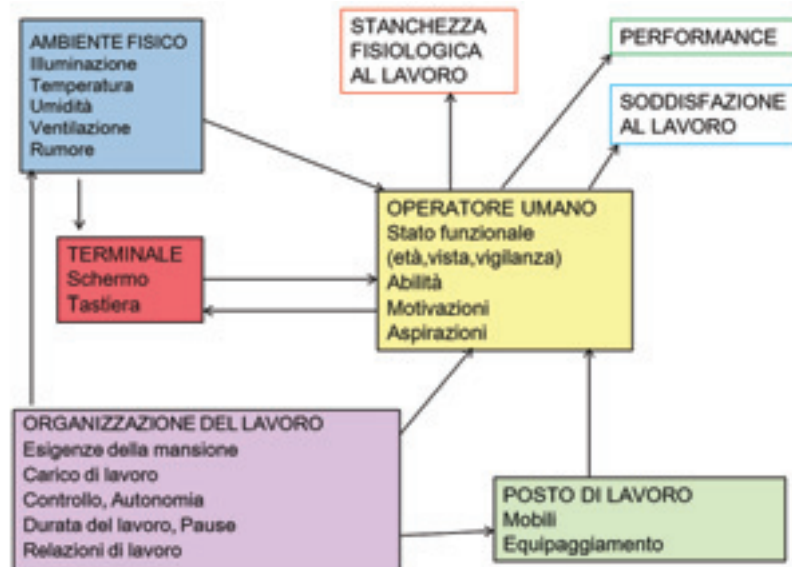 AMBIENTE FISICO
Illuminazione
Temperatura
Umidità
Ventilazione
Rumore
STANCHEZZA
FISIOLOGICA
AL LAVORO
PERFORMANCE
SODDISFAZIONE
AL LAVORO
OPERATORE UMANO
Stato funzionale
(età,vista,vigilanza)
Abilità
Motivazioni
Aspirazioni
TERMINALE
Schermo
Tastiera
ORGANIZZAZIONE DEL LAVORO
Esigenze della mansione
Carico di lavoro
Controllo, Autonomia
Durata del lavoro, Pause
Relazioni di lavoro
POSTO DI LAVORO
Mobili
Equipaggiamento